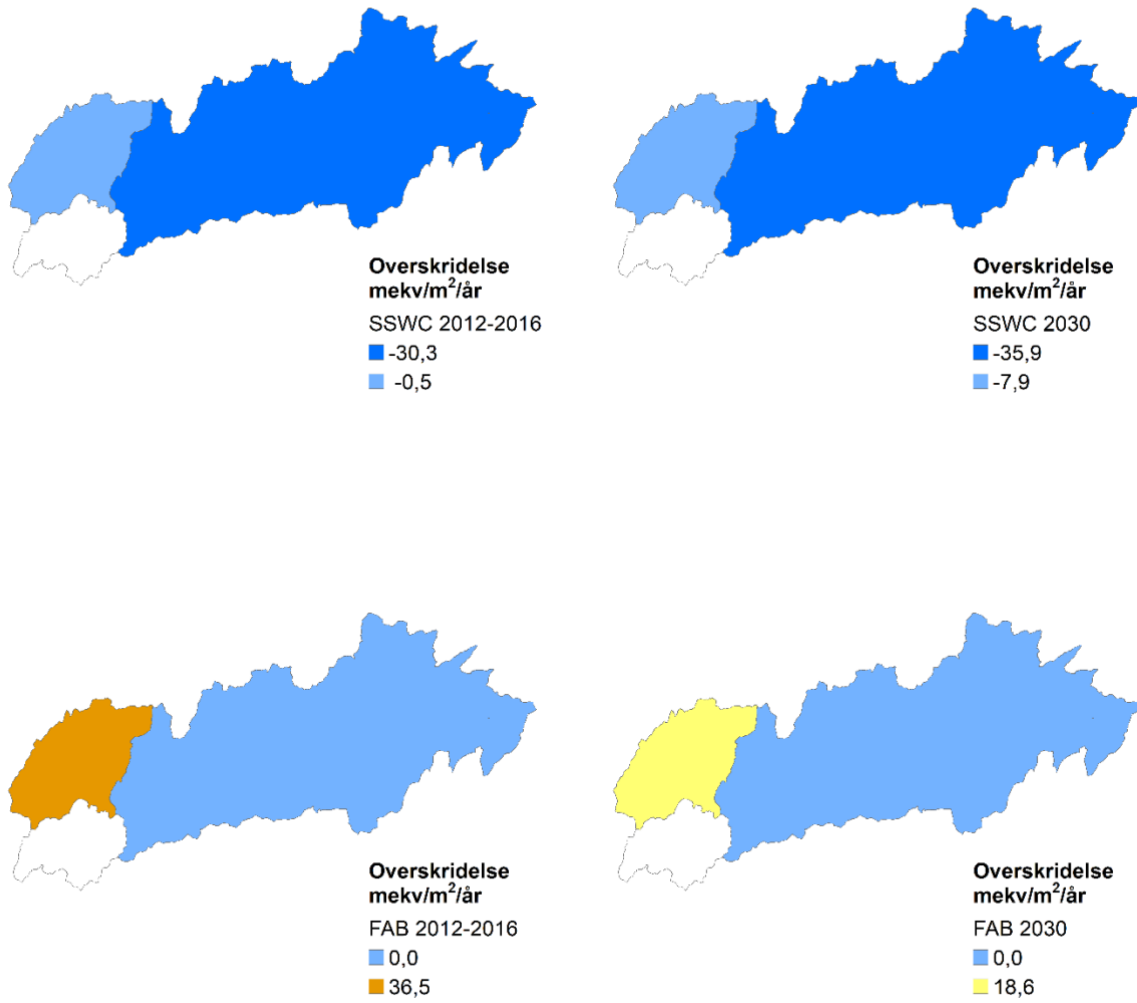 Overskridelse
mekv/m²/år
SSWC 2012-2016
-30,3
-0,5
Overskridelse
mekv/m²/år
SSWC 2030
-35,9
-7,9
Overskridelse
mekv/m²/år
FAB 2012-2016
0,0
36,5
Overskridelse
mekv/m²/år
FAB 2030
0,0
18,6